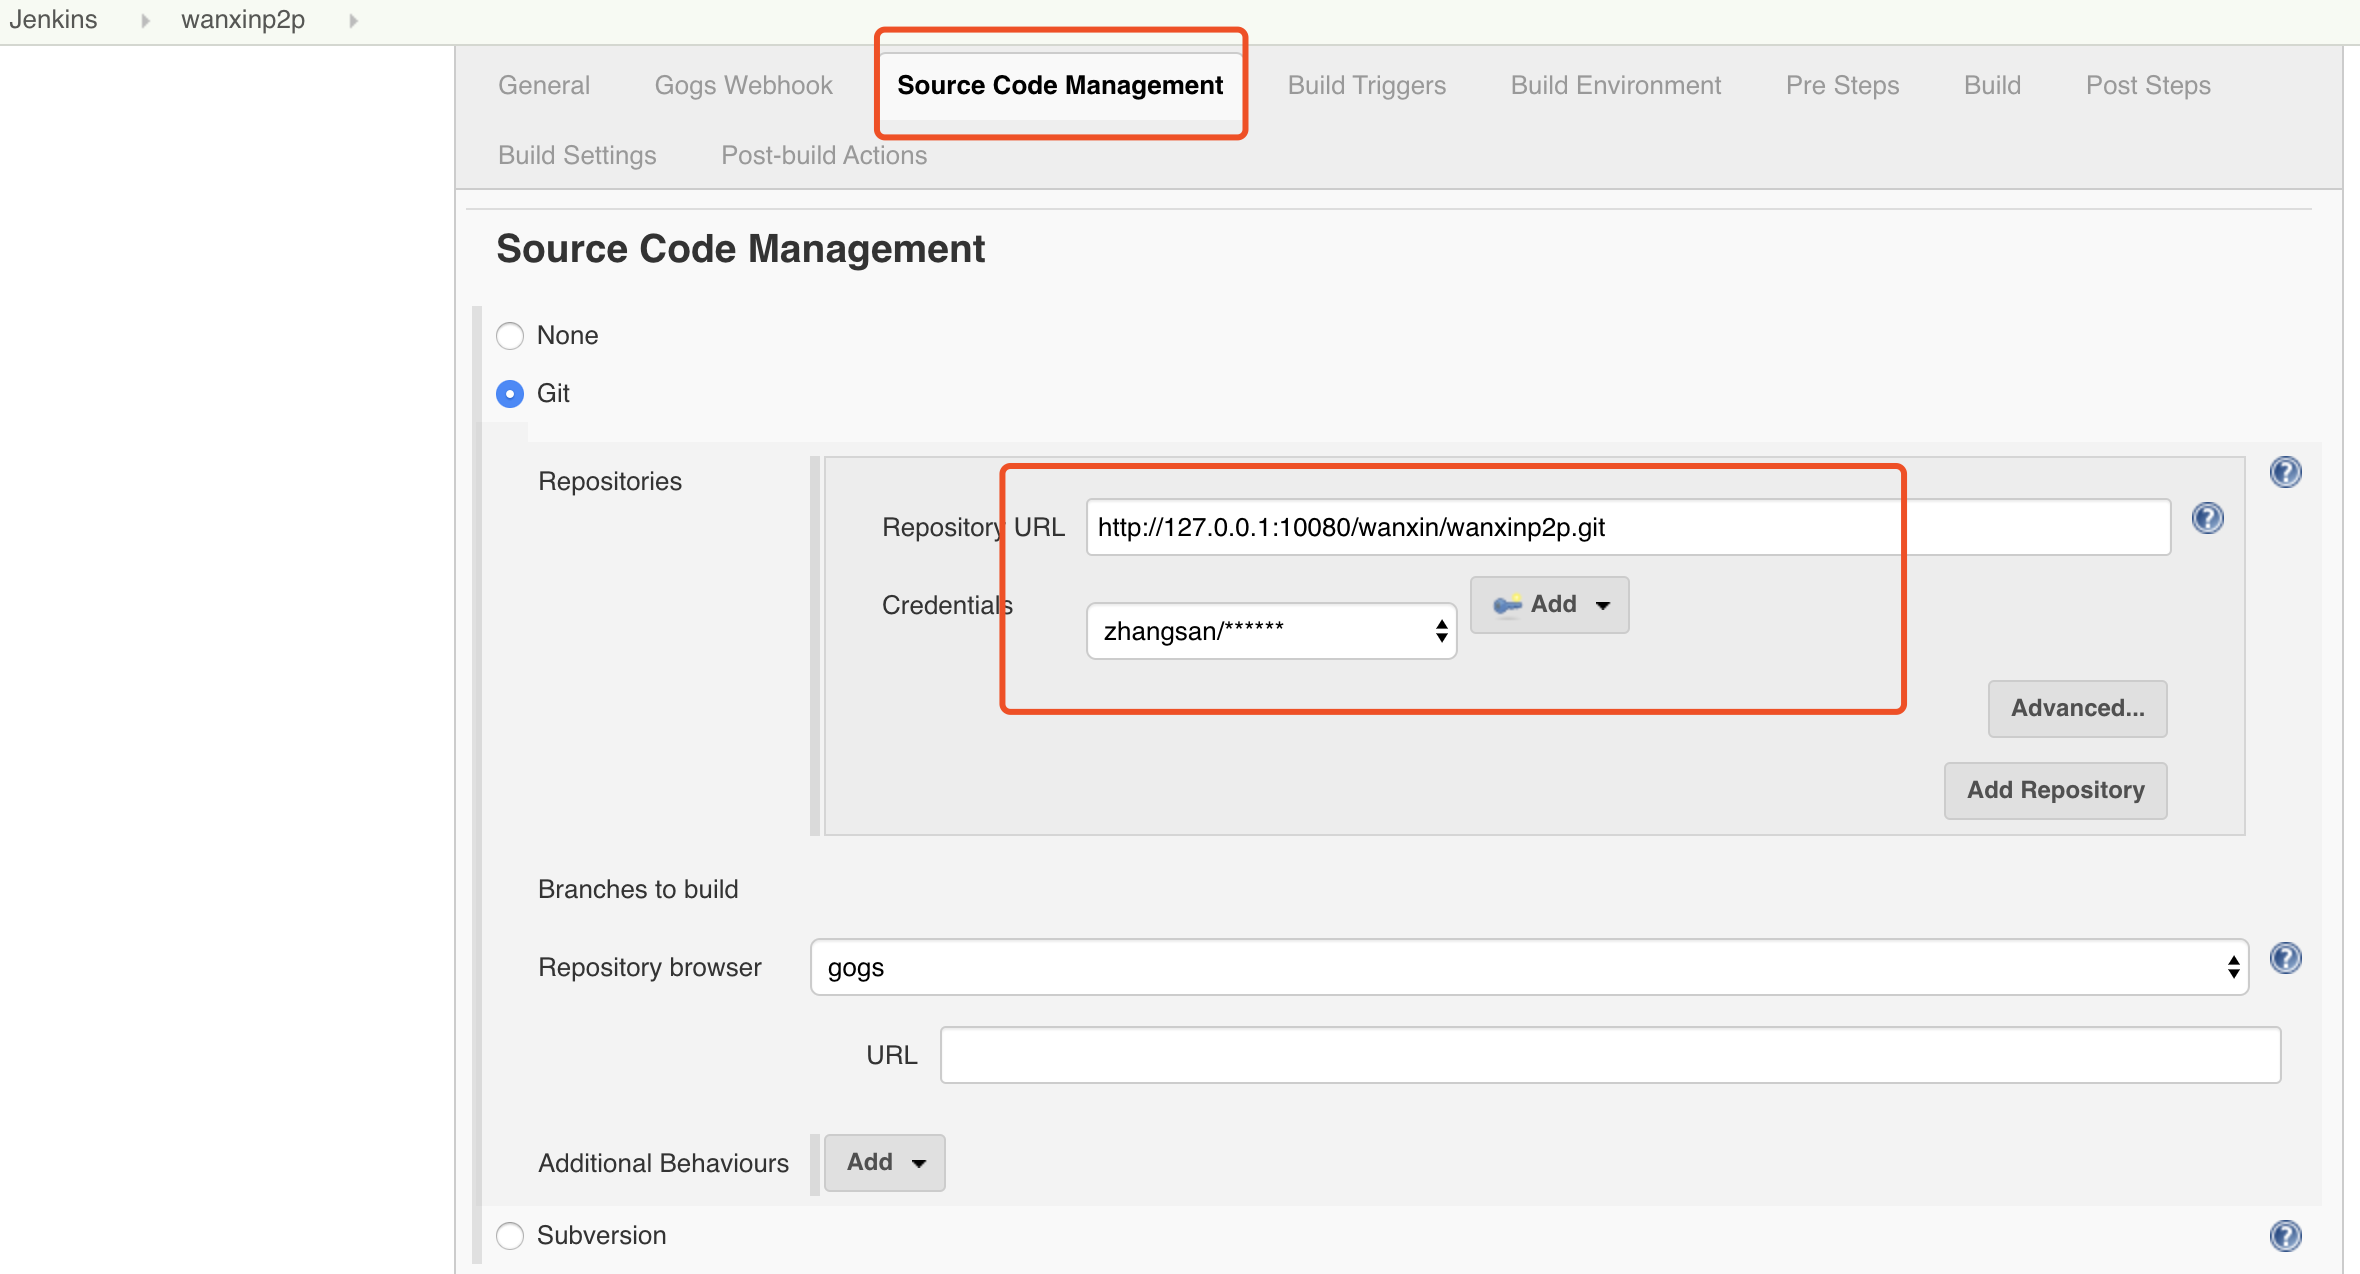 Jenkins wanxinp2p
General Gogs Webhook Source Code Management Build Triggers Build Environment Pre Steps Build Post Steps
Build Settings Post-build Actions
Source Code Management
None
Git
Repositories
Repository URL http://127.0.0.1:10080/wanxin/wanxinp2p.git
Credentials zhangsan/****** Add
Advanced...
Add Repository
Branches to build
Repository browser gogs
URL
Additional Behaviours Add
Subversion